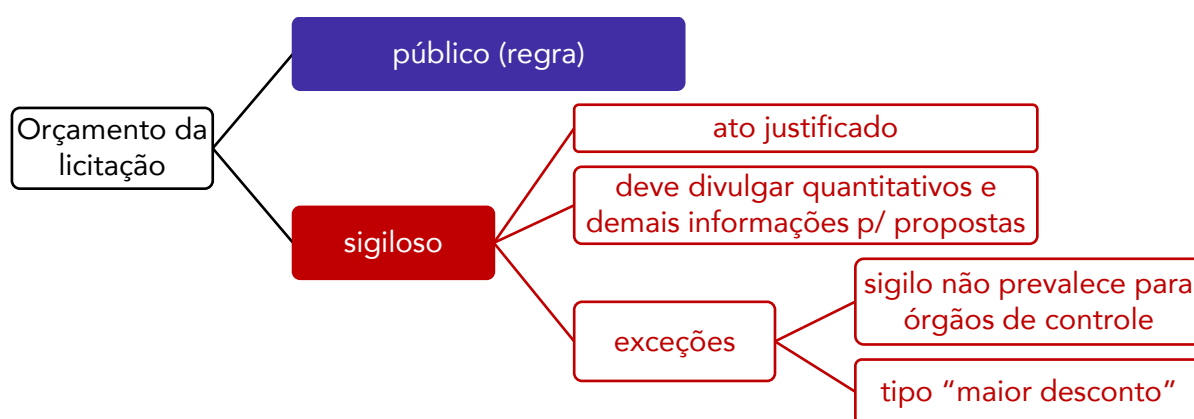 público (regra)
Orçamento da
licitação
ato justificado
deve divulgar quantitativos e
demais informações p/ propostas
sigiloso
sigilo não prevalece para
órgãos de controle
exceções
tipo “maior desconto”